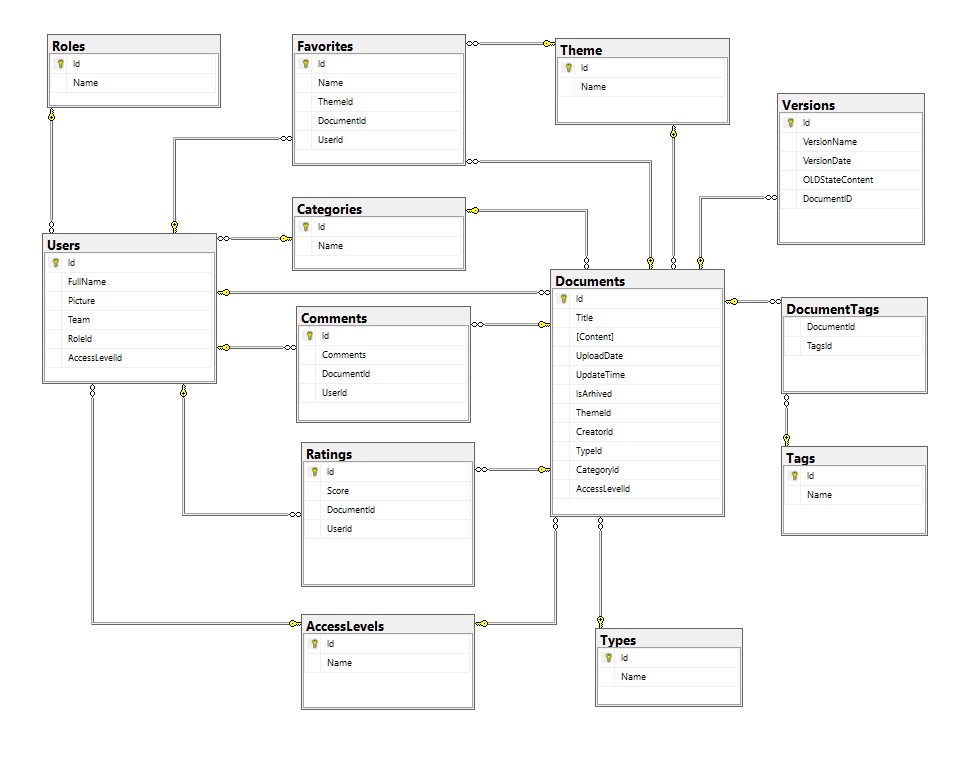 Roles
Id
Name
Favorites
Id
Name
ThemeId
DocumentId
UserId
Theme
Id
Name
Versions
Id
VersionName
VersionDate
OLDStateContent
DocumentID
Categories
Id
Name
Users
Id
FullName
Picture
Team
RoleId
AccessLevelId
Documents
Id
Title
[Content]
UploadDate
UpdateTime
IsArhived
ThemeId
CreatorId
TypeId
CategoryId
AccessLevelId
DocumentTags
DocumentId
TagsId
Comments
Id
Comments
DocumentId
UserId
Ratings
Id
Score
DocumentId
UserId
Tags
Id
Name
AccessLevels
Id
Name
Types
Id
Name